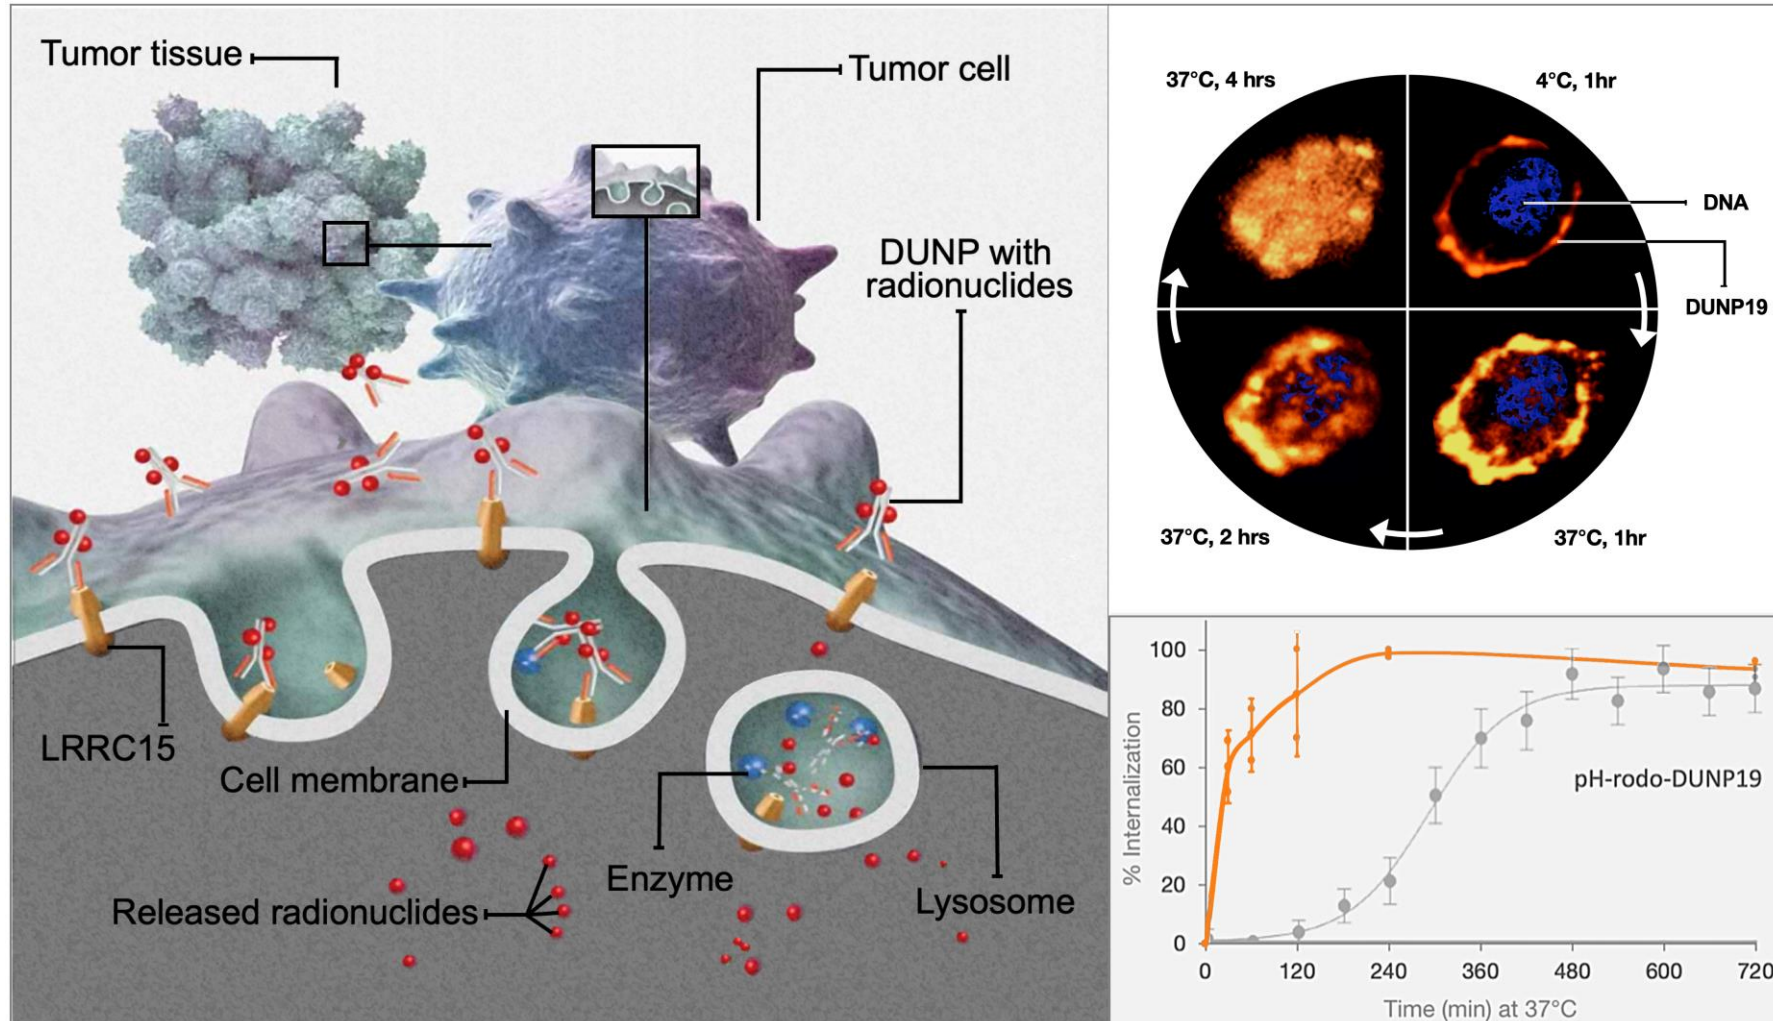 Tumor tissue
Tumor cell
DUNP with
radionuclides
LRRC15
Cell membrane
Enzyme
Lysosome
Released radionuclides
37°C, 4 hrs
4°C, 1hr
DNA
DUNP19
37°C, 2 hrs
37°C, 1hr
100
80
60
40
20
0
% Internalization
pH-rodo-DUNP19
0 120 240 360 480 600 720
Time (min) at 37°C